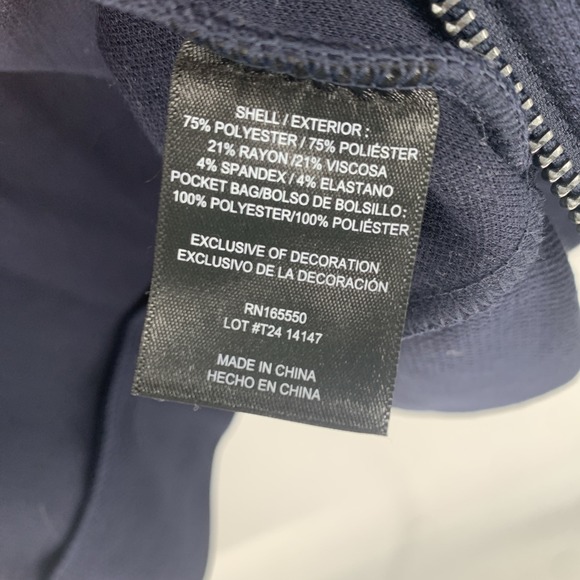 SHELL / EXTERIOR :
75% POLYESTER / 75% POLIÉSTER
21% RAYON /21% VISCOSA
4% SPANDEX / 4% ELASTANO
POCKET BAG/BOLSO DE BOLSILLO :
100% POLYESTER/100% POLIÉSTER
EXCLUSIVE OF DECORATION
EXCLUSIVO DE LA DECORACIÓN
RN165550
LOT #T24 14147
MADE IN CHINA
HECHO EN CHINA